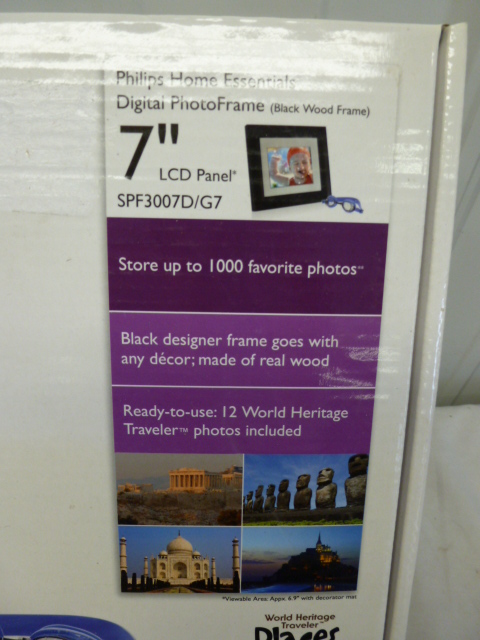 Philips Home Essentials
Digital PhotoFrame (Black Wood Frame)
7"
LCD Panel*
SPF3007D/G7
Store up to 1000 favorite photos**
Black designer frame goes with
any décor; made of real wood
Ready-to-use: 12 World Heritage
Traveler™ photos included
*Viewable Area: Appx. 6.9" with decorator mat
World Heritage
Traveler™
Places